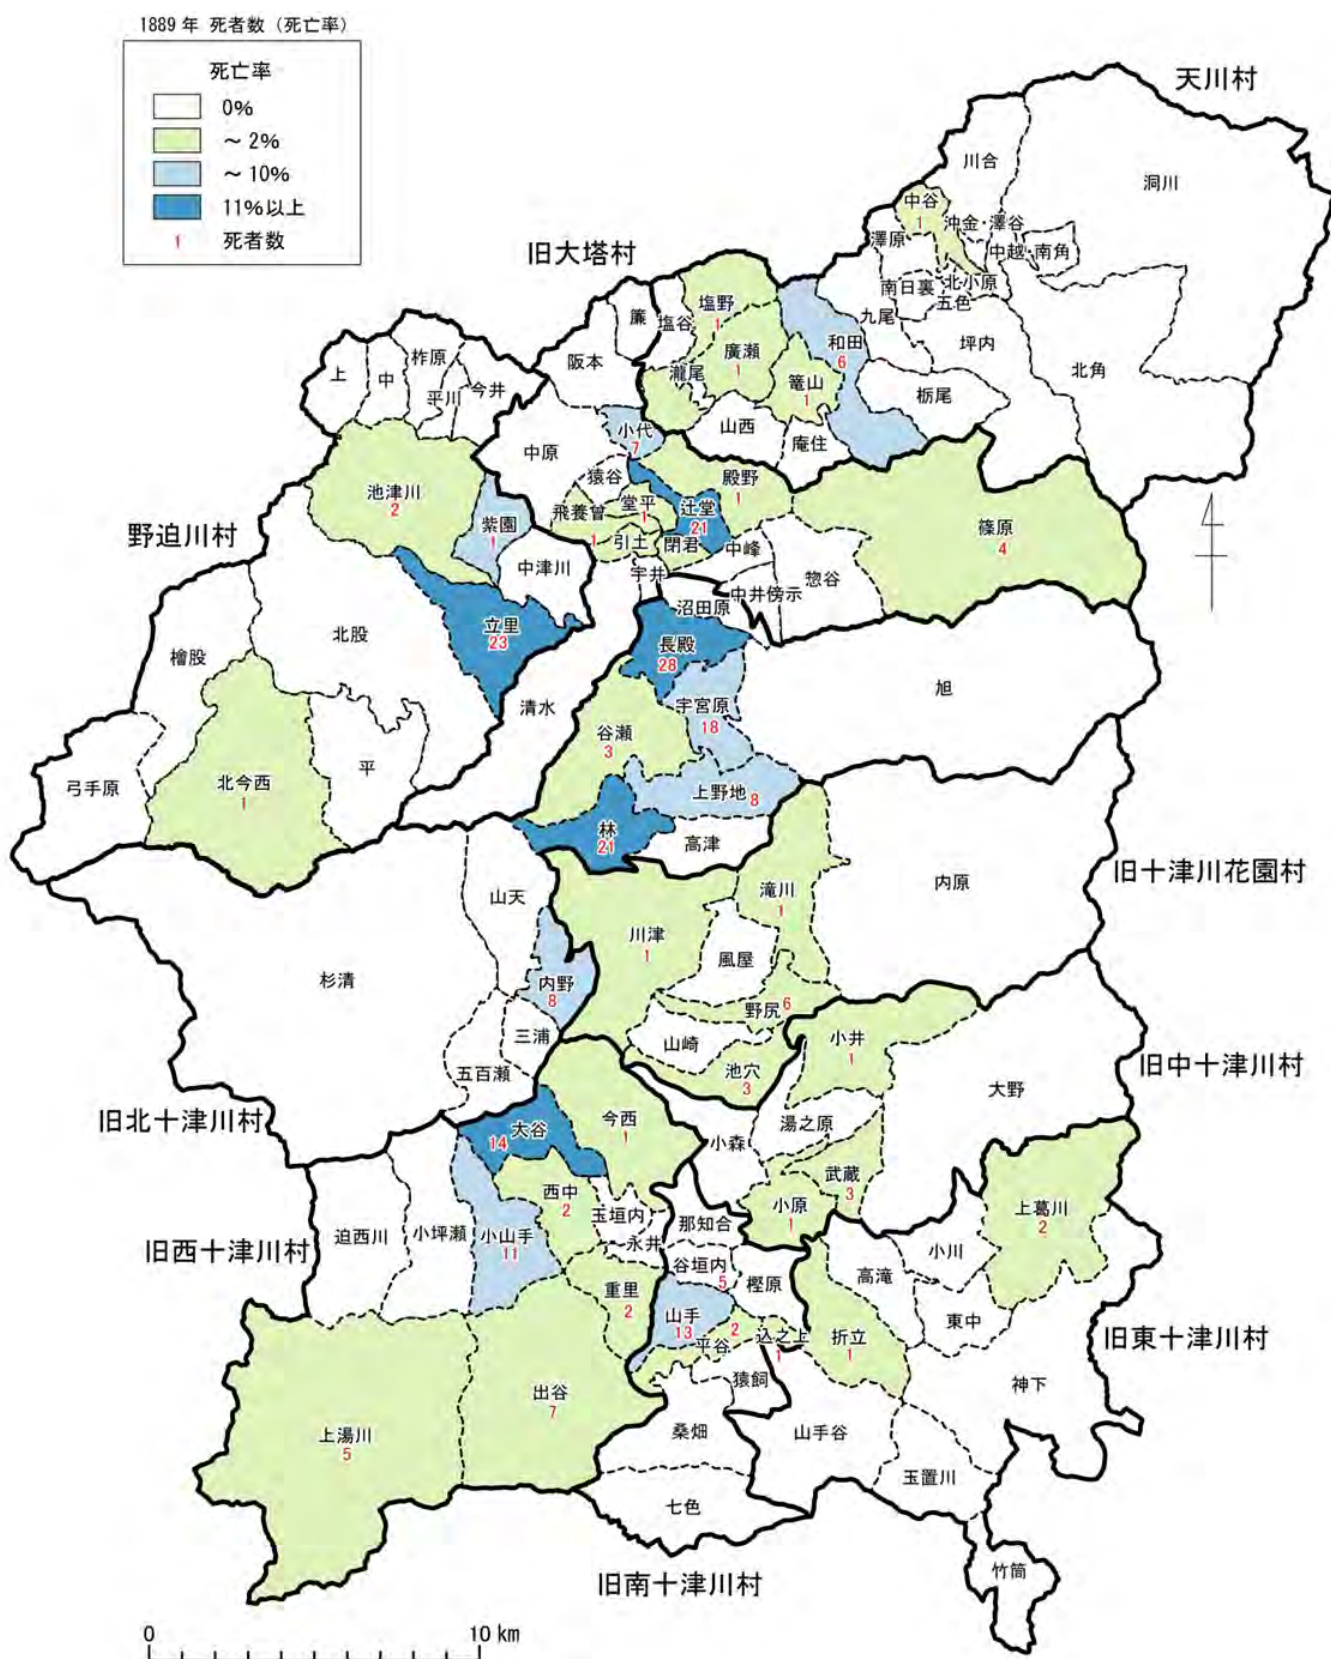 1889年 死者数（死亡率）
死亡率
0%
～2%
～10%
11%以上
1 死者数
天川村
川合
洞川
中谷
1
沖金・澤谷
澤原
中越・南角
南日裏
北小原
五色
九尾
坪内
北角
和田
6
栃尾
旧大塔村
塩野
1
簾
塩谷
廣瀬
1
阪本
瀧尾
篭山
1
山西
庵住
小代
7
中原
猿谷
殿野
1
堂平
1
辻堂
21
飛養曾
1
引土
閉君
中峰
篠原
4
宇井
中井傍示
惣谷
沼田原
上
中
柞原
平川
今井
池津川
2
紫園
1
野迫川村
中津川
立里
23
北股
檜股
清水
平
北今西
1
弓手原
長殿
28
旭
宇宮原
18
谷瀬
3
上野地 8
林
21
高津
旧十津川花園村
内原
滝川
1
川津
1
風屋
野尻 6
山崎
池穴
3
山天
杉清
内野
8
三浦
五百瀬
旧北十津川村
小井
1
旧中十津川村
大野
湯之原
小森
武蔵
3
小原
1
大谷
14
今西
1
西中
2
玉垣内
永井
小山手
11
小坪瀬
迫西川
旧西十津川村
重里
2
出谷
7
上湯川
5
那知合
谷垣内
5
樫原
山手
13
平谷
2
込之上
1
猿飼
桑畑
七色
旧南十津川村
折立
1
高滝
小川
東中
上葛川
2
旧東十津川村
神下
山手谷
玉置川
竹筒
0 10 km